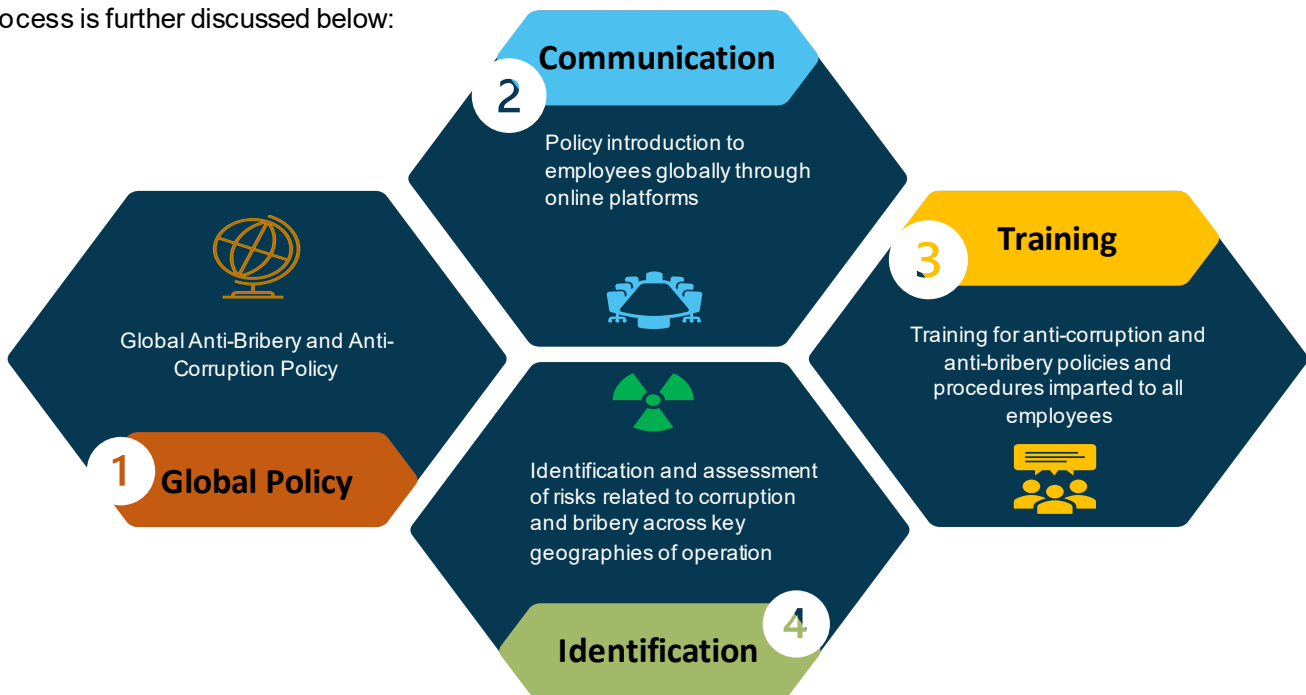 ocess is further discussed below:
1
Global Anti-Bribery and Anti-
Corruption Policy
Global Policy
2
Communication
Policy introduction to
employees globally through
online platforms
3
Training
Training for anti-corruption and
anti-bribery policies and
procedures imparted to all
employees
Identification and assessment
of risks related to corruption
and bribery across key
geographies of operation
4
Identification